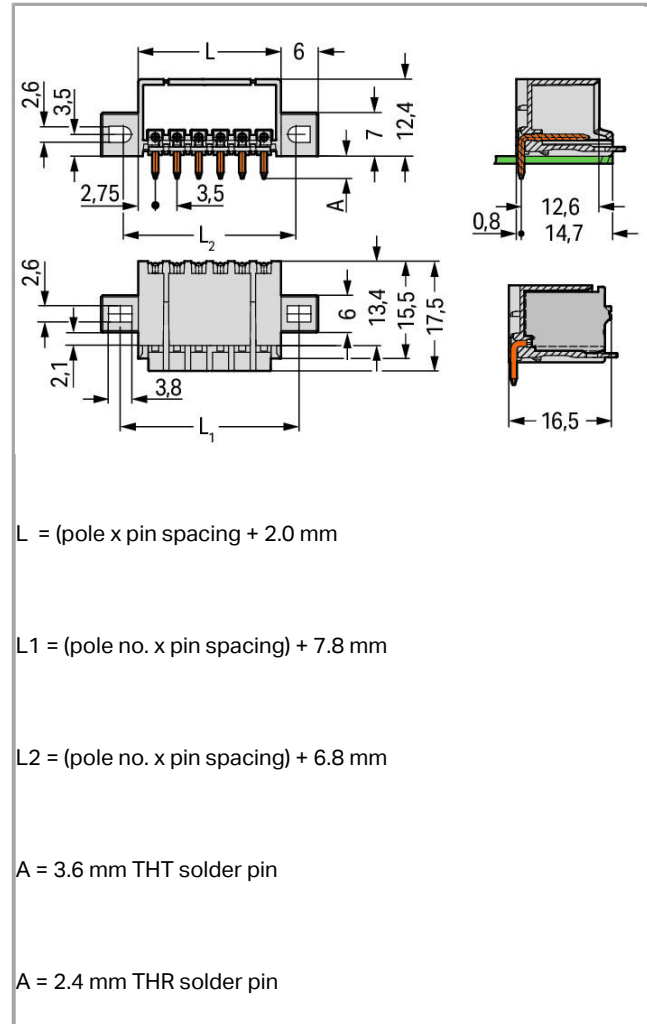 L 6
2,6
3,5
7
12,4
2,75 3,5 A
L2
12,6
0,8 14,7
2,6
6
13,4
15,5
17,5
2,1
3,8
L1
16,5
L = (pole x pin spacing + 2.0 mm
L1 = (pole no. x pin spacing) + 7.8 mm
L2 = (pole no. x pin spacing) + 6.8 mm
A = 3.6 mm THT solder pin
A = 2.4 mm THR solder pin